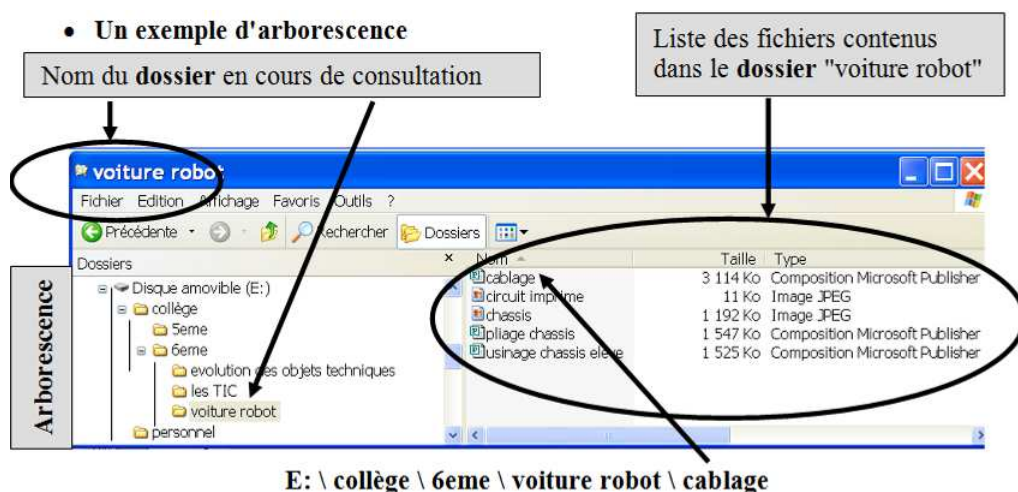 • Un exemple d'arborescence
Nom du dossier en cours de consultation
Liste des fichiers contenus
dans le dossier "voiture robot"
voiture robot
Fichier Edition Affichage Favoris Outils ?
Précédente Rechercher Dossiers
Dossiers ×
Nom Taille Type
Arborescence
Disque amovible (E:)
collège
5eme
6eme
evolution des objets techniques
les TIC
voiture robot
personnel
cablage 3 114 Ko Composition Microsoft Publisher
circuit imprime 11 Ko Image JPEG
chassis 1 192 Ko Image JPEG
pliage chassis 1 547 Ko Composition Microsoft Publisher
usinage chassis eleve 1 525 Ko Composition Microsoft Publisher
E: \ collège \ 6eme \ voiture robot \ cablage